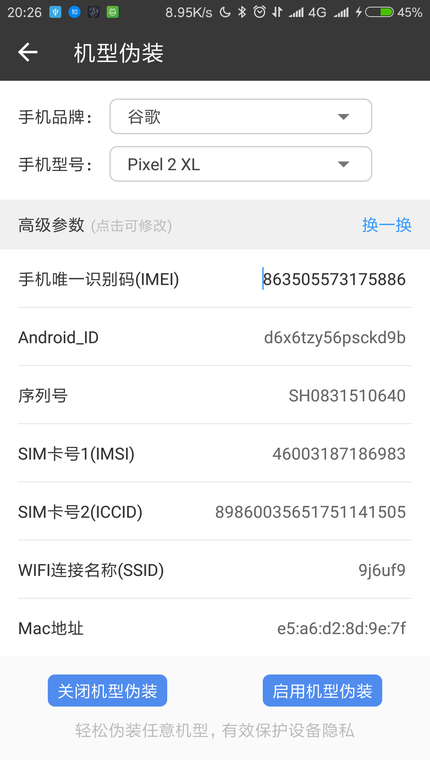 20:26 8.95K/s 4G 45%
机型伪装
手机品牌： 谷歌
手机型号： Pixel 2 XL
高级参数 (点击可修改) 换一换
手机唯一识别码(IMEI) 863505573175886
Android_ID d6x6tzy56psckd9b
序列号 SH0831510640
SIM卡号1(IMSI) 46003187186983
SIM卡号2(ICCID) 89860035651751141505
WIFI连接名称(SSID) 9j6uf9
Mac地址 e5:a6:d2:8d:9e:7f
关闭机型伪装 启用机型伪装
轻松伪装任意机型，有效保护设备隐私